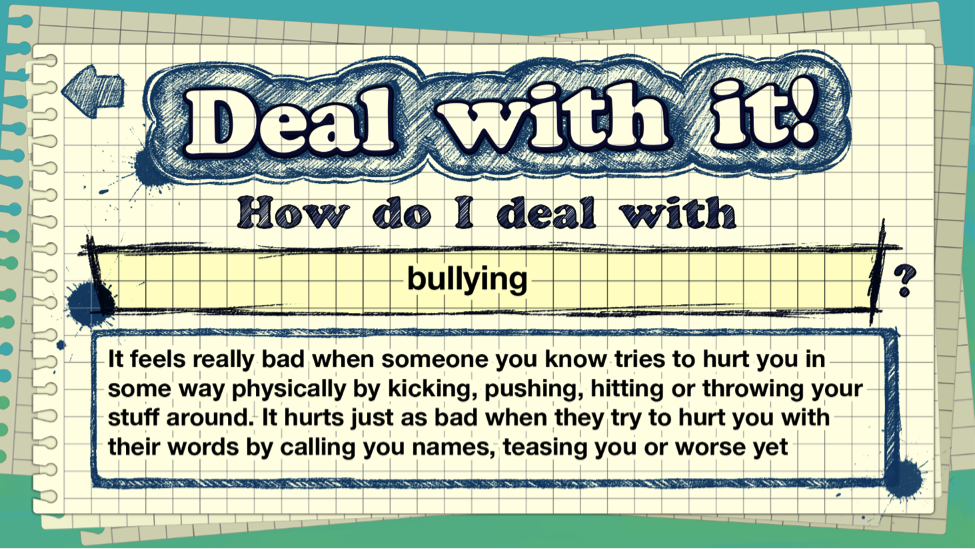 Deal with it!
How do I deal with
bullying
?
It feels really bad when someone you know tries to hurt you in
some way physically by kicking, pushing, hitting or throwing your
stuff around. It hurts just as bad when they try to hurt you with
their words by calling you names, teasing you or worse yet